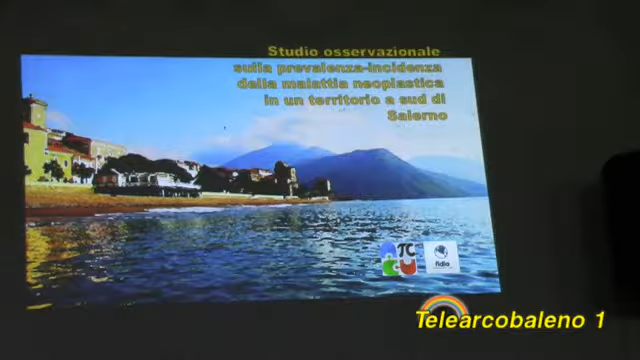 Studio osservazionale
sulla prevalenza-incidenza
della malattia neoplastica
in un territorio a sud di
Salerno
fidia
Telearcobaleno 1